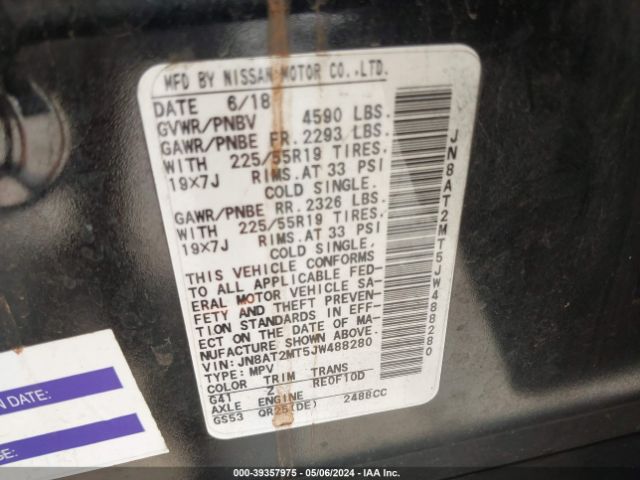 MFD BY NISSAN MOTOR CO.,LTD.
DATE 6/18
GVWR/PNBV 4590 LBS.
GAWR/PNBE FR. 2293 LBS.
WITH 225/55R19 TIRES.
19X7J RIMS.AT 33 PSI
COLD SINGLE.
GAWR/PNBE RR. 2326 LBS.
WITH 225/55R19 TIRES.
19X7J RIMS.AT 33 PSI
COLD SINGLE.
THIS VEHICLE CONFORMS
TO ALL APPLICABLE FED-
ERAL MOTOR VEHICLE SA-
FETY AND THEFT PREVEN-
TION STANDARDS IN EFF-
ECT ON THE DATE OF MA-
NUFACTURE SHOWN ABOVE.
VIN:JN8AT2MT5JW488280
TYPE:MPV
COLOR TRIM TRANS
G41 Z RE0F10D
AXLE ENGINE
GS53 QR25(DE) 2488CC
JN8AT2MT5JW488280
N DATE:
GE:
000-39357975 - 05/06/2024 - IAA Inc.